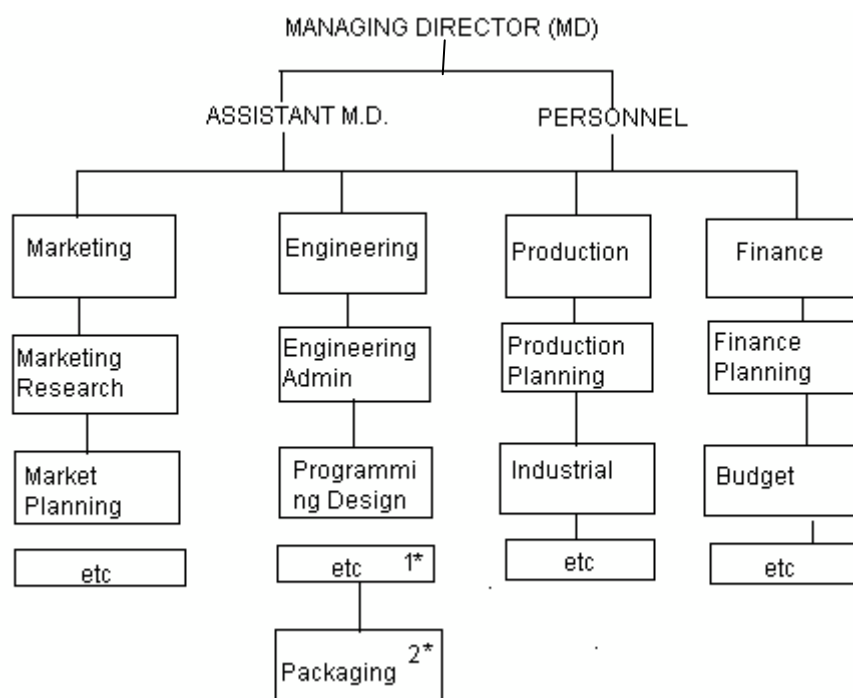 MANAGING DIRECTOR (MD)
ASSISTANT M.D.
PERSONNEL
Marketing
Engineering
Production
Finance
Marketing
Research
Engineering
Admin
Production
Planning
Finance
Planning
Market
Planning
Programmi
ng Design
Industrial
Budget
etc
etc 1*
etc
etc
Packaging 2*